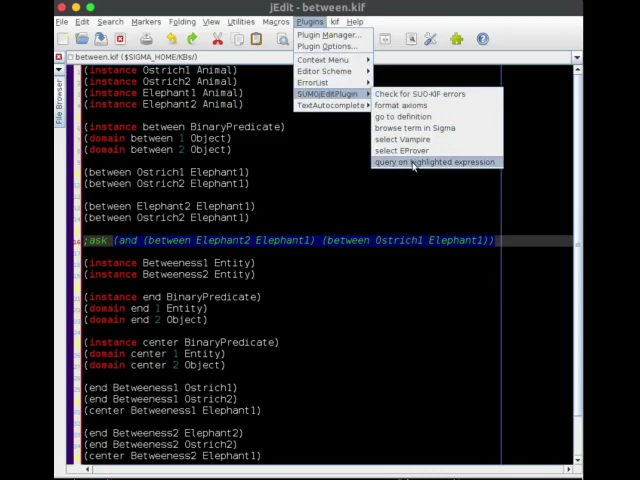 jEdit - between.kif
File Edit Search Markers Folding View Utilities Macros Plugins kif Help
between.kif ($SIGMA_HOME/KBs/)
File Browser
Plugin Manager...
Plugin Options...
Context Menu
Editor Scheme
ErrorList
SUMOjEditPlugin
TextAutocomplete
Check for SUO-KIF errors
format axioms
go to definition
browse term in Sigma
select Vampire
select EProver
query on highlighted expression
(instance Ostrich1 Animal)
(instance Ostrich2 Animal)
(instance Elephant1 Animal)
(instance Elephant2 Animal)
(instance between BinaryPredicate)
(domain between 1 Object)
(domain between 2 Object)
(between Ostrich1 Elephant1)
(between Ostrich2 Elephant1)
(between Elephant2 Elephant1)
(between Ostrich2 Elephant1)
16 ;ask (and (between Elephant2 Elephant1) (between Ostrich1 Elephant1))
(instance Betweeness1 Entity)
(instance Betweeness2 Entity)
(instance end BinaryPredicate)
(domain end 1 Entity)
(domain end 2 Object)
(instance center BinaryPredicate)
(domain center 1 Entity)
(domain center 2 Object)
(end Betweeness1 Ostrich1)
(end Betweeness1 Ostrich2)
(center Betweeness1 Elephant1)
(end Betweeness2 Elephant2)
(end Betweeness2 Ostrich2)
(center Betweeness2 Elephant1)